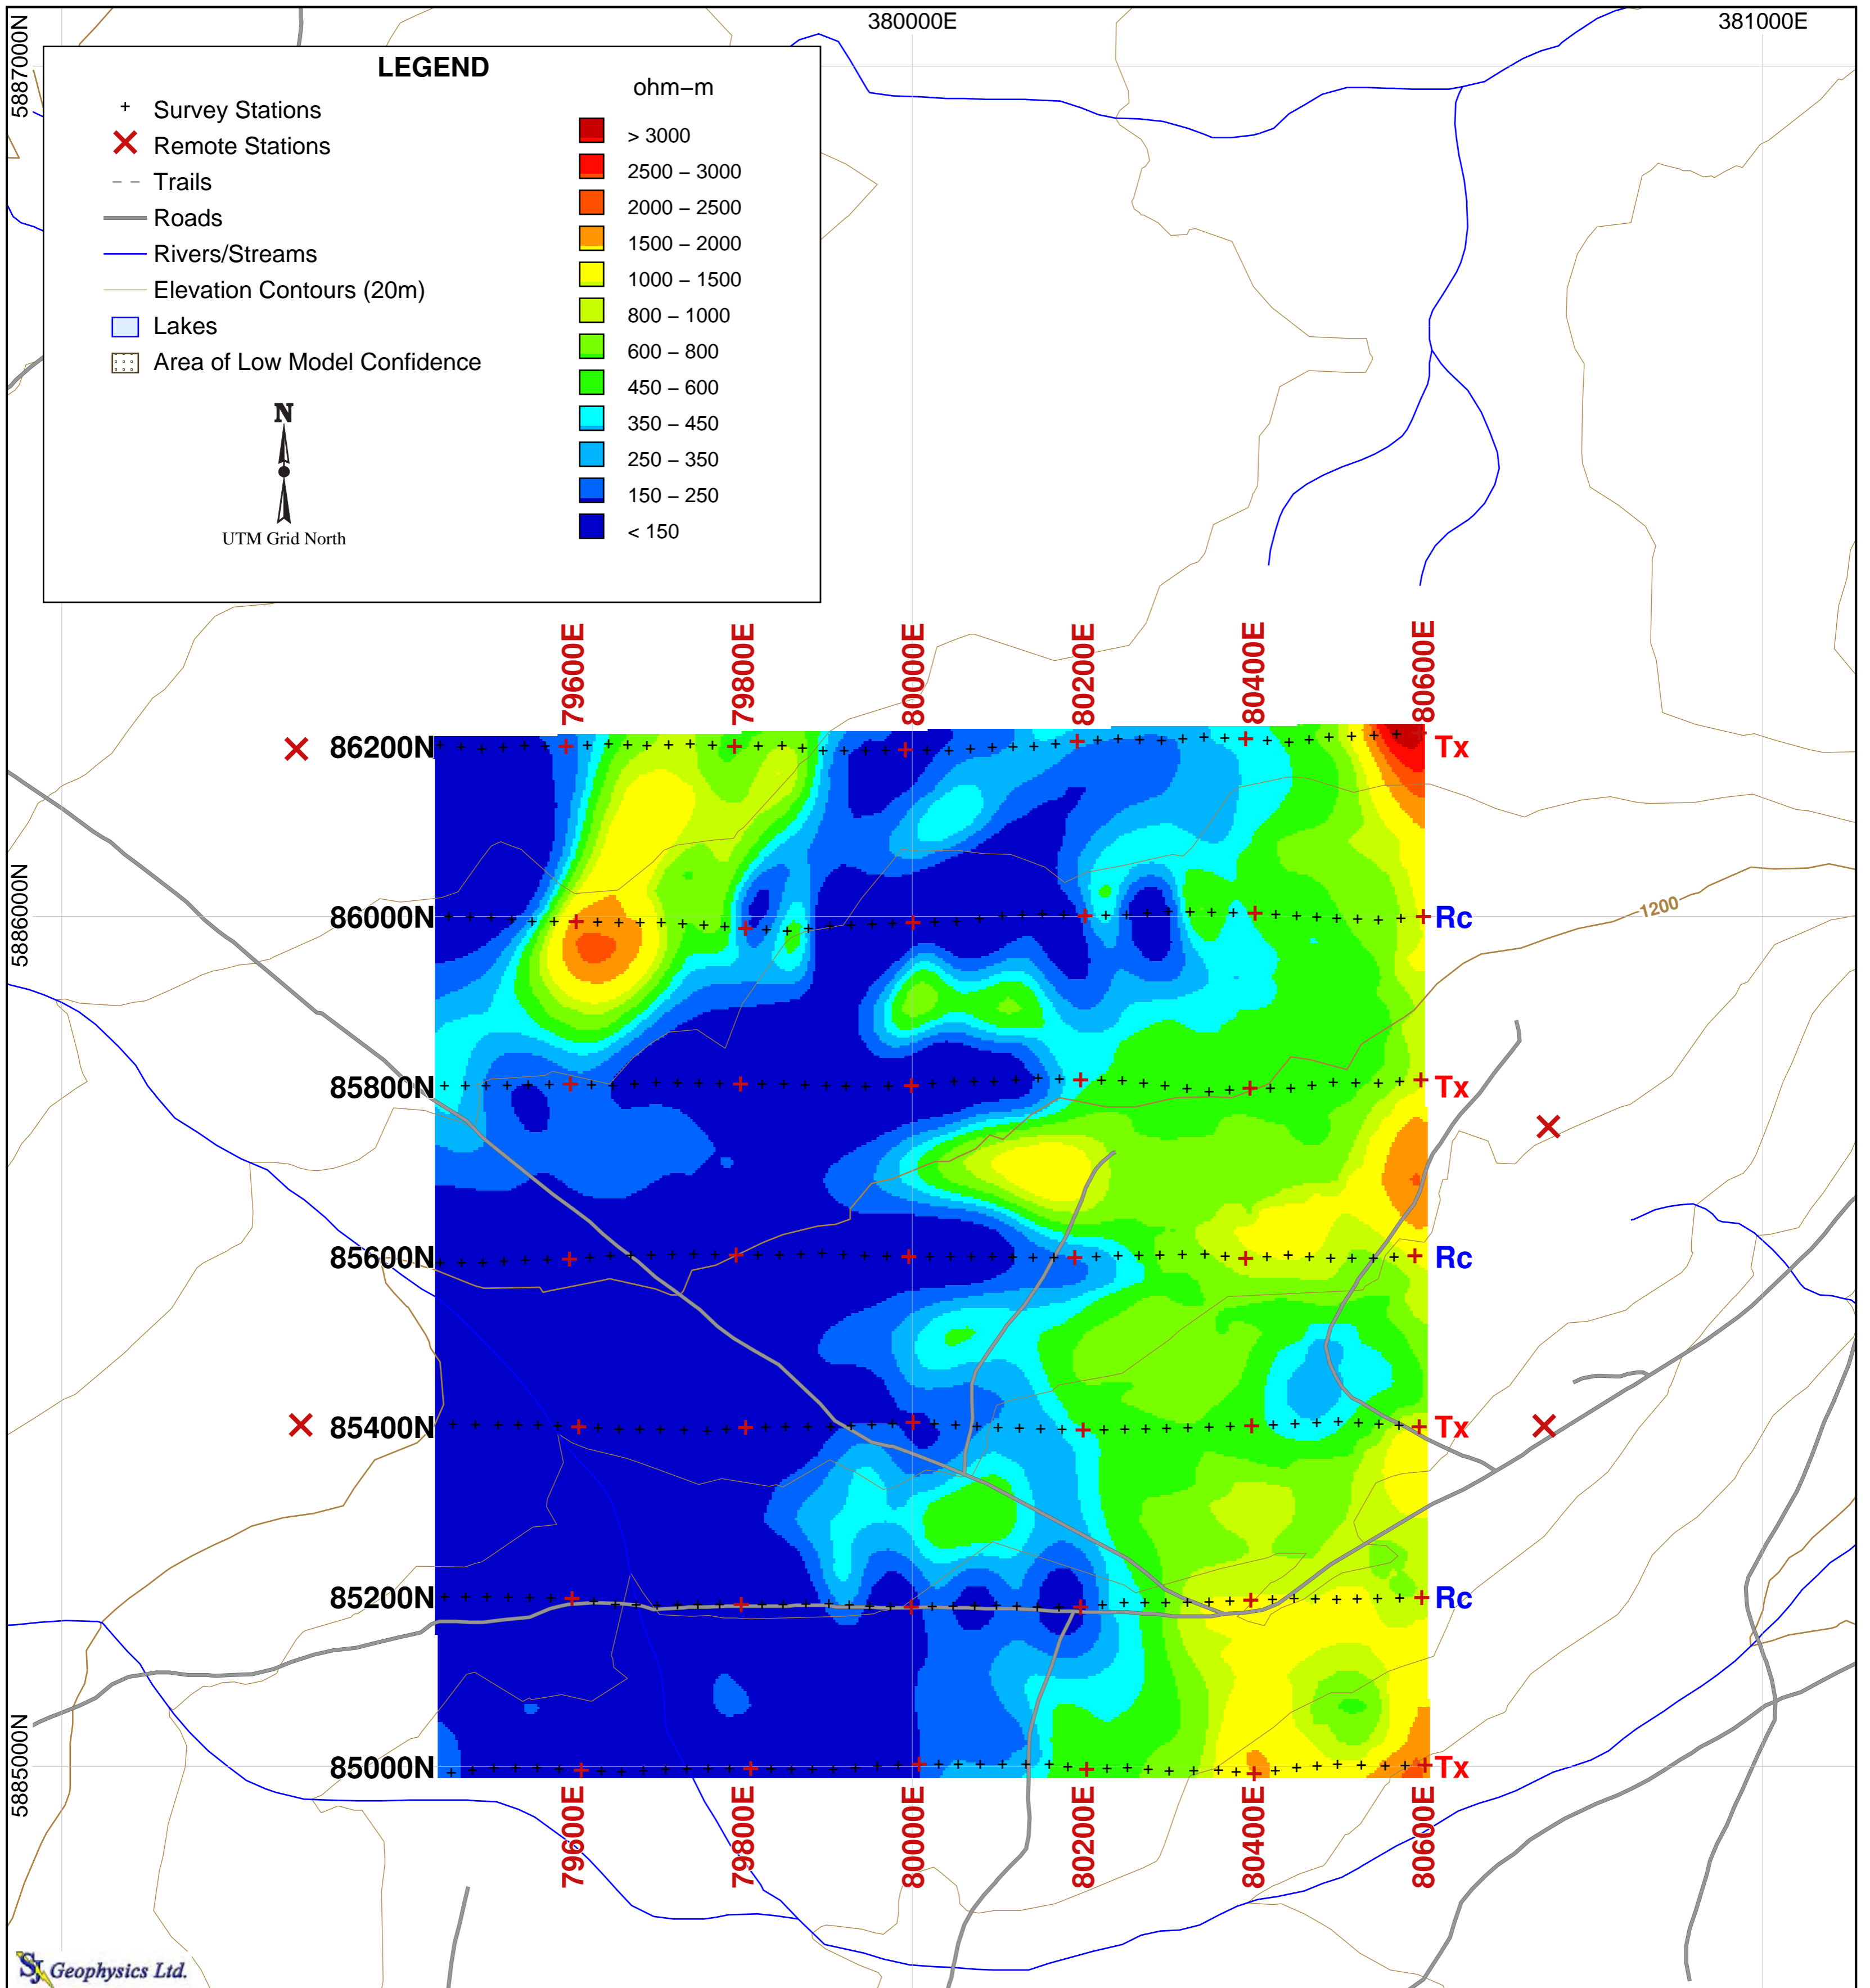 380000E
381000E
5887000N
LEGEND
ohm-m
+ Survey Stations
Remote Stations
Trails
Roads
Rivers/Streams
Elevation Contours (20m)
Lakes
Area of Low Model Confidence
> 3000
2500 – 3000
2000 – 2500
1500 – 2000
1000 – 1500
800 – 1000
600 – 800
450 – 600
350 – 450
250 – 350
150 – 250
< 150
N
UTM Grid North
79600E
79800E
80000E
80200E
80400E
80600E
86200N
Tx
5886000N
86000N
Rc
1200
85800N
Tx
85600N
Rc
85400N
Tx
85200N
Rc
5885000N
85000N
Tx
79600E
79800E
80000E
80200E
80400E
80600E
SJ Geophysics Ltd.